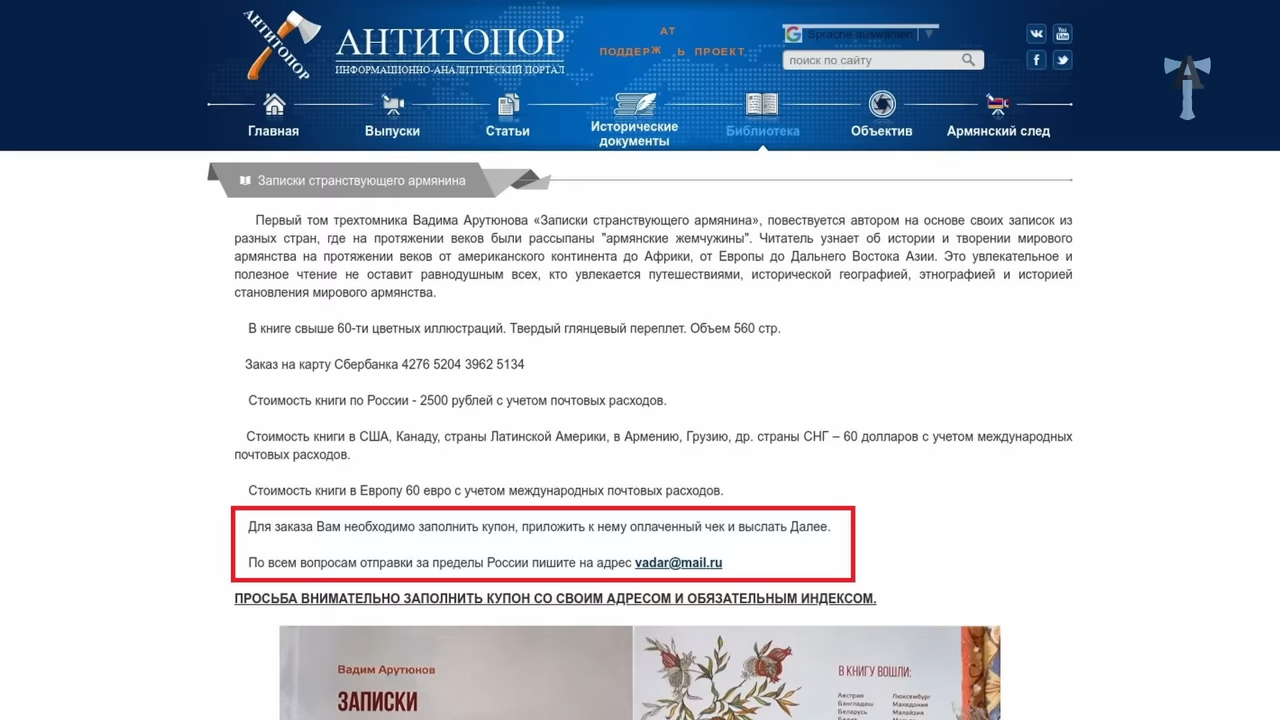 АНТИТОПОР
АНТИТОПОР
ИНФОРМАЦИОННО-АНАЛИТИЧЕСКИЙ ПОРТАЛ
АТ
ПОДДЕРЖ Ь ПРОЕКТ
Sprache auswählen
поиск по сайту
Главная
Выпуски
Статьи
Исторические
документы
Библиотека
Объектив
Армянский след
Записки странствующего армянина
Первый том трехтомника Вадима Арутюнова «Записки странствующего армянина», повествуется автором на основе своих записок из
разных стран, где на протяжении веков были рассыпаны "армянские жемчужины". Читатель узнает об истории и творении мирового
армянства на протяжении веков от американского континента до Африки, от Европы до Дальнего Востока Азии. Это увлекательное и
полезное чтение не оставит равнодушным всех, кто увлекается путешествиями, исторической географией, этнографией и историей
становления мирового армянства.
В книге свыше 60-ти цветных иллюстраций. Твердый глянцевый переплет. Объем 560 стр.
Заказ на карту Сбербанка 4276 5204 3962 5134
Стоимость книги по России - 2500 рублей с учетом почтовых расходов.
Стоимость книги в США, Канаду, страны Латинской Америки, в Армению, Грузию, др. страны СНГ – 60 долларов с учетом международных
почтовых расходов.
Стоимость книги в Европу 60 евро с учетом международных почтовых расходов.
Для заказа Вам необходимо заполнить купон, приложить к нему оплаченный чек и выслать Далее.
По всем вопросам отправки за пределы России пишите на адрес vadar@mail.ru
ПРОСЬБА ВНИМАТЕЛЬНО ЗАПОЛНИТЬ КУПОН СО СВОИМ АДРЕСОМ И ОБЯЗАТЕЛЬНЫМ ИНДЕКСОМ.
Вадим Арутюнов
ЗАПИСКИ
В КНИГУ ВОШЛИ:
Австрия
Бангладеш
Беларусь
Люксембург
Македония
Малайзия